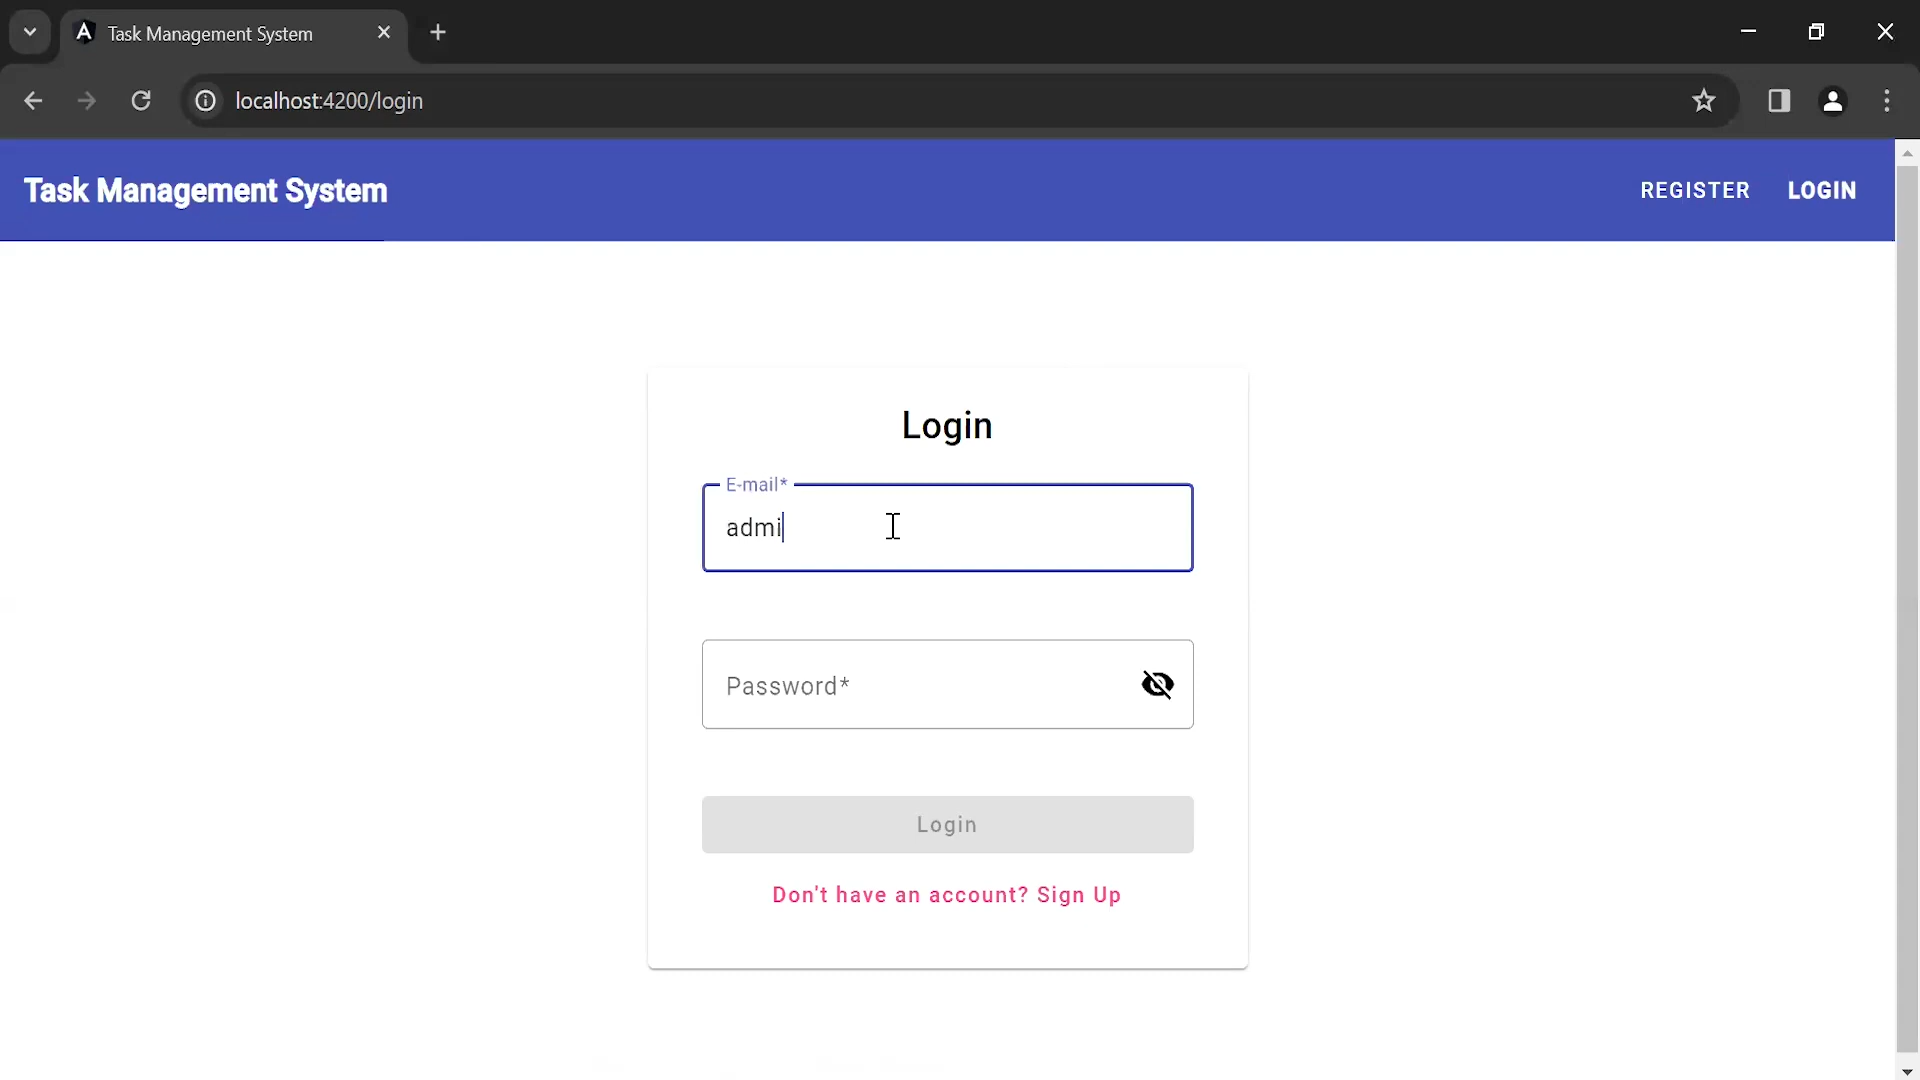 Task Management System
localhost:4200/login
Task Management System
REGISTER
LOGIN
Login
E-mail*
admi
Password*
Login
Don't have an account? Sign Up